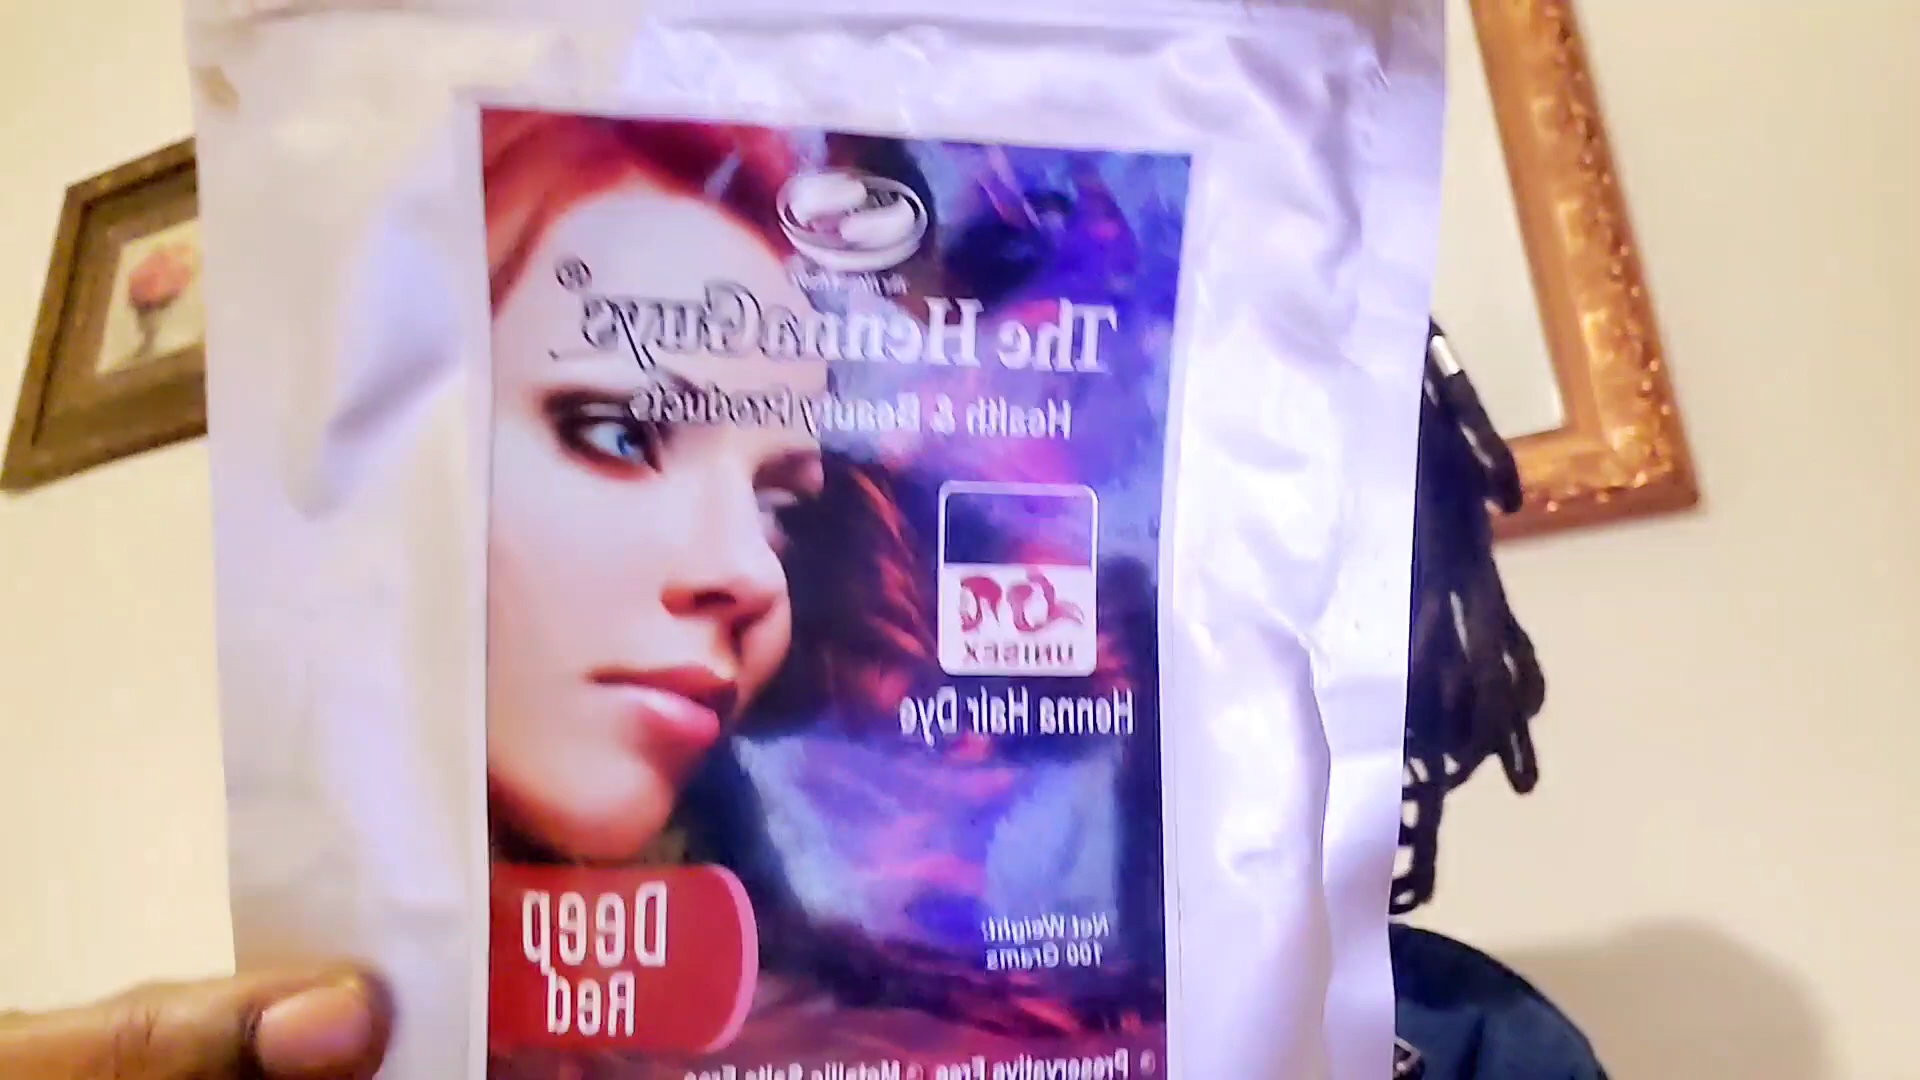 The HennaGuys®
Health & Beauty Products
UNISEX
Henna Hair Dye
Net Weight:
100 Grams
Deep
Red
Preservative Free Metallic Salts Free